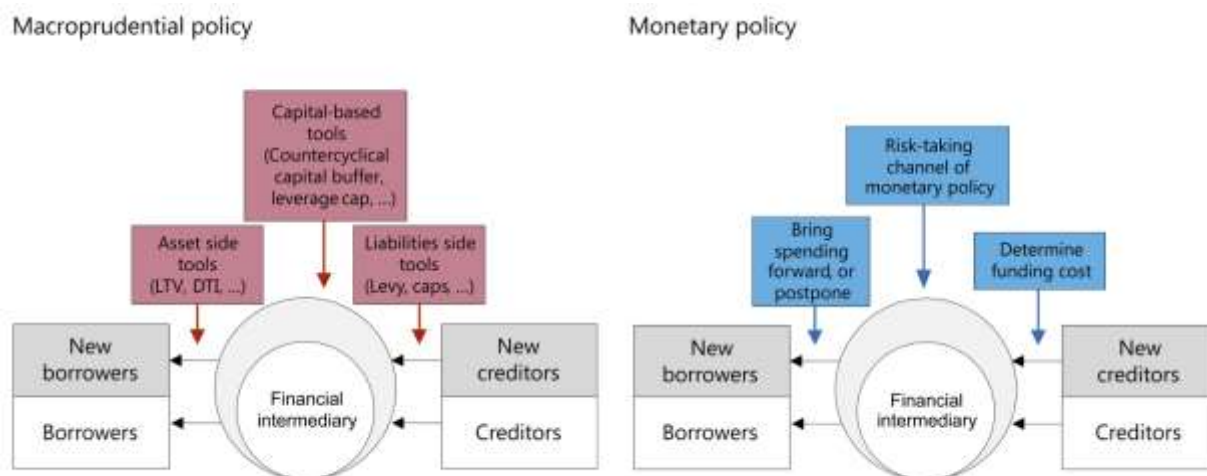 Macroprudential policy
Capital-based
tools
(Countercyclical
capital buffer,
leverage cap, ...)
Asset side
tools
(LTV, DTI, ...)
Liabilities side
tools
(Levy, caps, ...)
New
borrowers
Borrowers
Financial
intermediary
New
creditors
Creditors
Monetary policy
Risk-taking
channel of
monetary policy
Bring
spending
forward, or
postpone
Determine
funding cost
New
borrowers
Borrowers
Financial
intermediary
New
creditors
Creditors